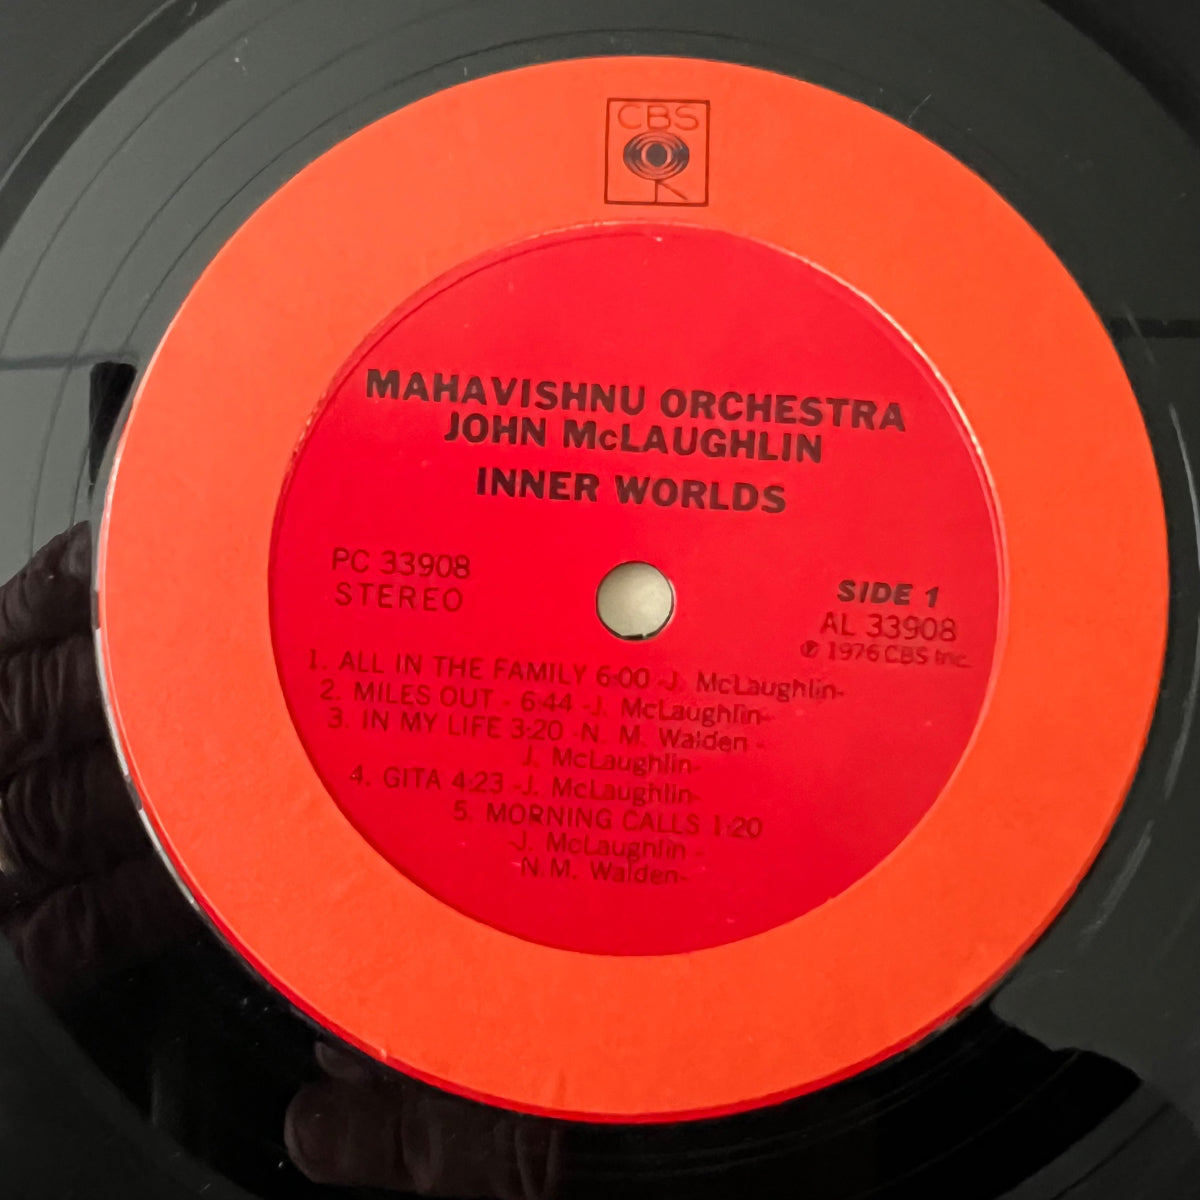 CBS
MAHAVISHNU ORCHESTRA
JOHN McLAUGHLIN
INNER WORLDS
PC 33908
STEREO
SIDE 1
AL 33908
℗ 1976 CBS Inc.
1. ALL IN THE FAMILY 6:00 -J. McLaughlin-
2. MILES OUT - 6:44 -J. McLaughlin-
3. IN MY LIFE 3:20 -N. M. Walden -
J. McLaughlin-
4. GITA 4:23 -J. McLaughlin-
5. MORNING CALLS 1:20
-J. McLaughlin -
N. M. Walden-